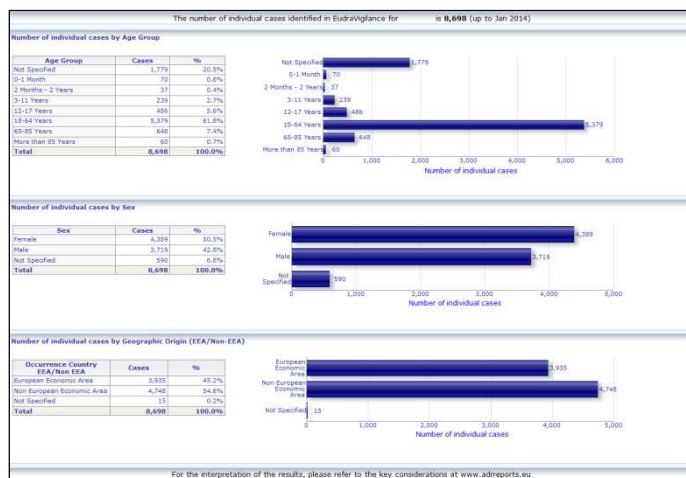 The number of individual cases identified in EudraVigilance for is 8,698 (up to Jan 2014)
Number of individual cases by Age Group
Age Group Cases %
Not Specified 1,779 20.5%
0-1 Month 70 0.8%
2 Months - 2 Years 37 0.4%
3-11 Years 239 2.7%
12-17 Years 486 5.6%
18-64 Years 5,379 61.8%
65-85 Years 648 7.4%
More than 85 Years 60 0.7%
Total 8,698 100.0%
Not Specified 1,779
0-1 Month 70
2 Months - 2 Years 37
3-11 Years 239
12-17 Years 486
18-64 Years 5,379
65-85 Years 648
More than 85 Years 60
0 1,000 2,000 3,000 4,000 5,000 6,000
Number of individual cases
Number of individual cases by Sex
Sex Cases %
Female 4,389 50.5%
Male 3,719 42.8%
Not Specified 590 6.8%
Total 8,698 100.0%
Female 4,389
Male 3,719
Not
Specified 590
0 1,000 2,000 3,000 4,000 5,000
Number of individual cases
Number of individual cases by Geographic Origin (EEA/Non-EEA)
Occurrence Country
EEA/Non EEA Cases %
European Economic Area 3,935 45.2%
Non European Economic Area 4,748 54.6%
Not Specified 15 0.2%
Total 8,698 100.0%
European
Economic
Area 3,935
Non European
Economic
Area 4,748
Not Specified 15
0 1,000 2,000 3,000 4,000 5,000
Number of individual cases
For the interpretation of the results, please refer to the key considerations at www.adrreports.eu